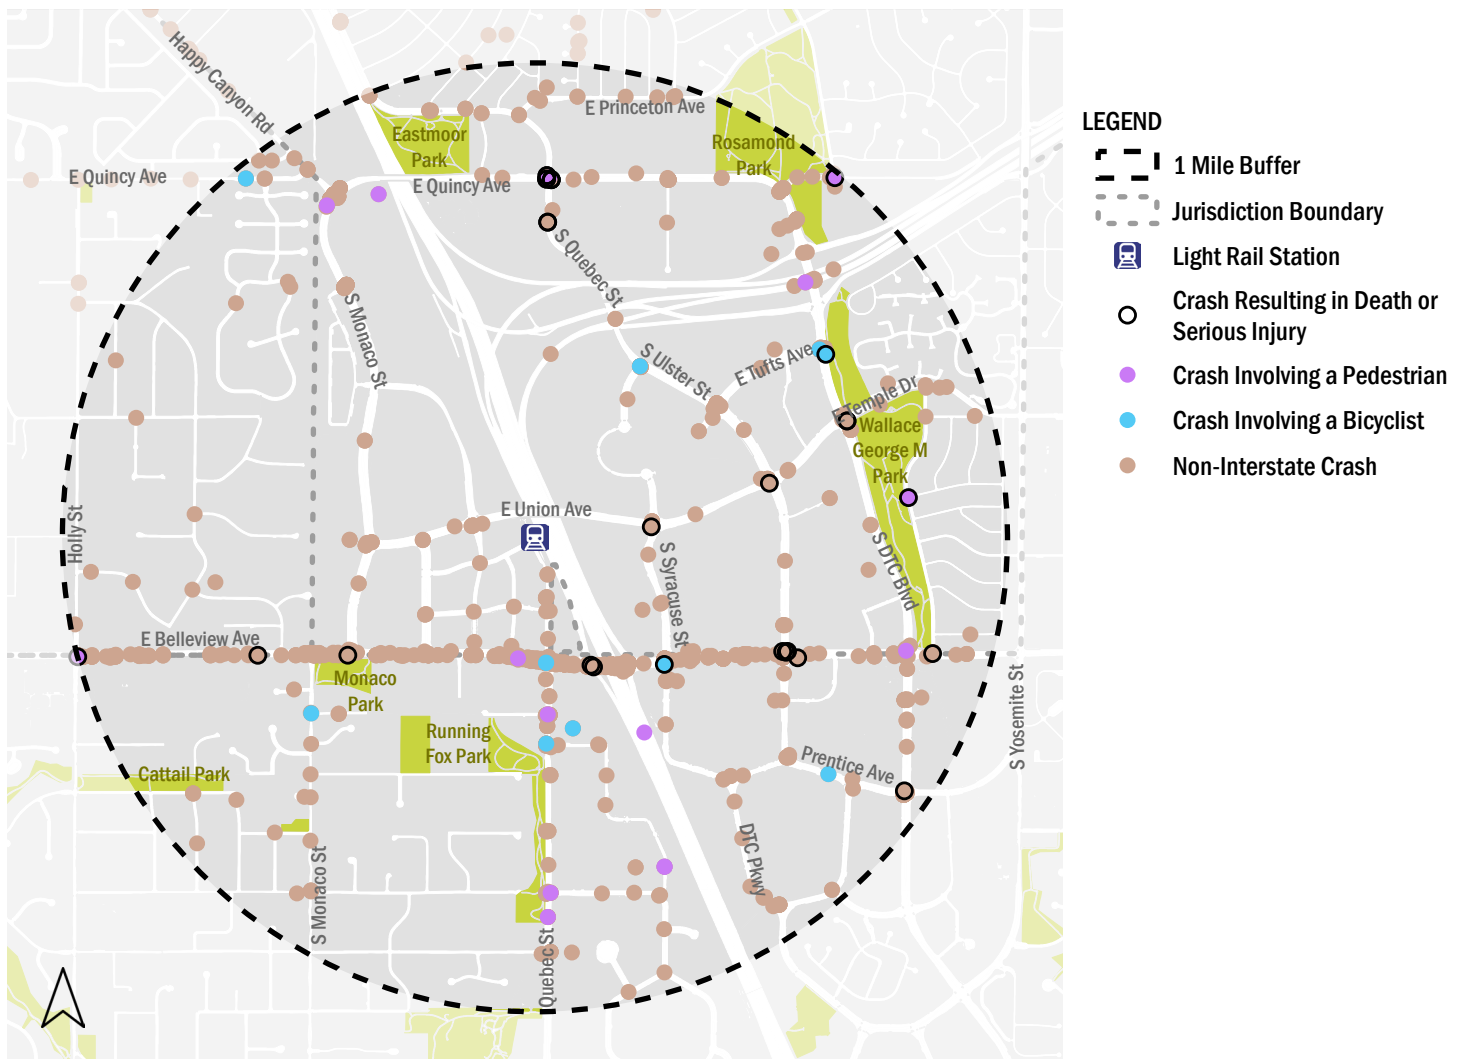 Happy Canyon Rd
E Princeton Ave
Eastmoor
Park
Rosamond
Park
E Quincy Ave
E Quincy Ave
S Quebec St
S Monaco St
S Ulster St
E Tufts Ave
E Temple Dr
Wallace
George M
Park
E Union Ave
Holly St
S Syracuse St
S DTC Blvd
E Belleview Ave
Monaco
Park
S Yosemite St
Running
Fox Park
Prentice Ave
Cattail Park
DTC Pkwy
S Monaco St
Quebec St
LEGEND
1 Mile Buffer
Jurisdiction Boundary
Light Rail Station
Crash Resulting in Death or
Serious Injury
Crash Involving a Pedestrian
Crash Involving a Bicyclist
Non-Interstate Crash